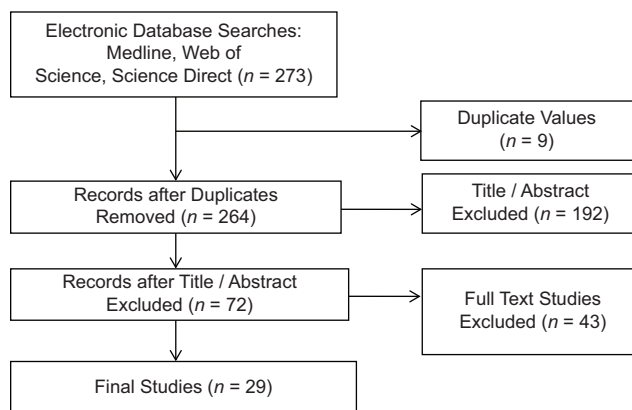 Electronic Database Searches:
Medline, Web of
Science, Science Direct (n = 273)
Duplicate Values
(n = 9)
Records after Duplicates
Removed (n = 264)
Title / Abstract
Excluded (n = 192)
Records after Title / Abstract
Excluded (n = 72)
Full Text Studies
Excluded (n = 43)
Final Studies (n = 29)